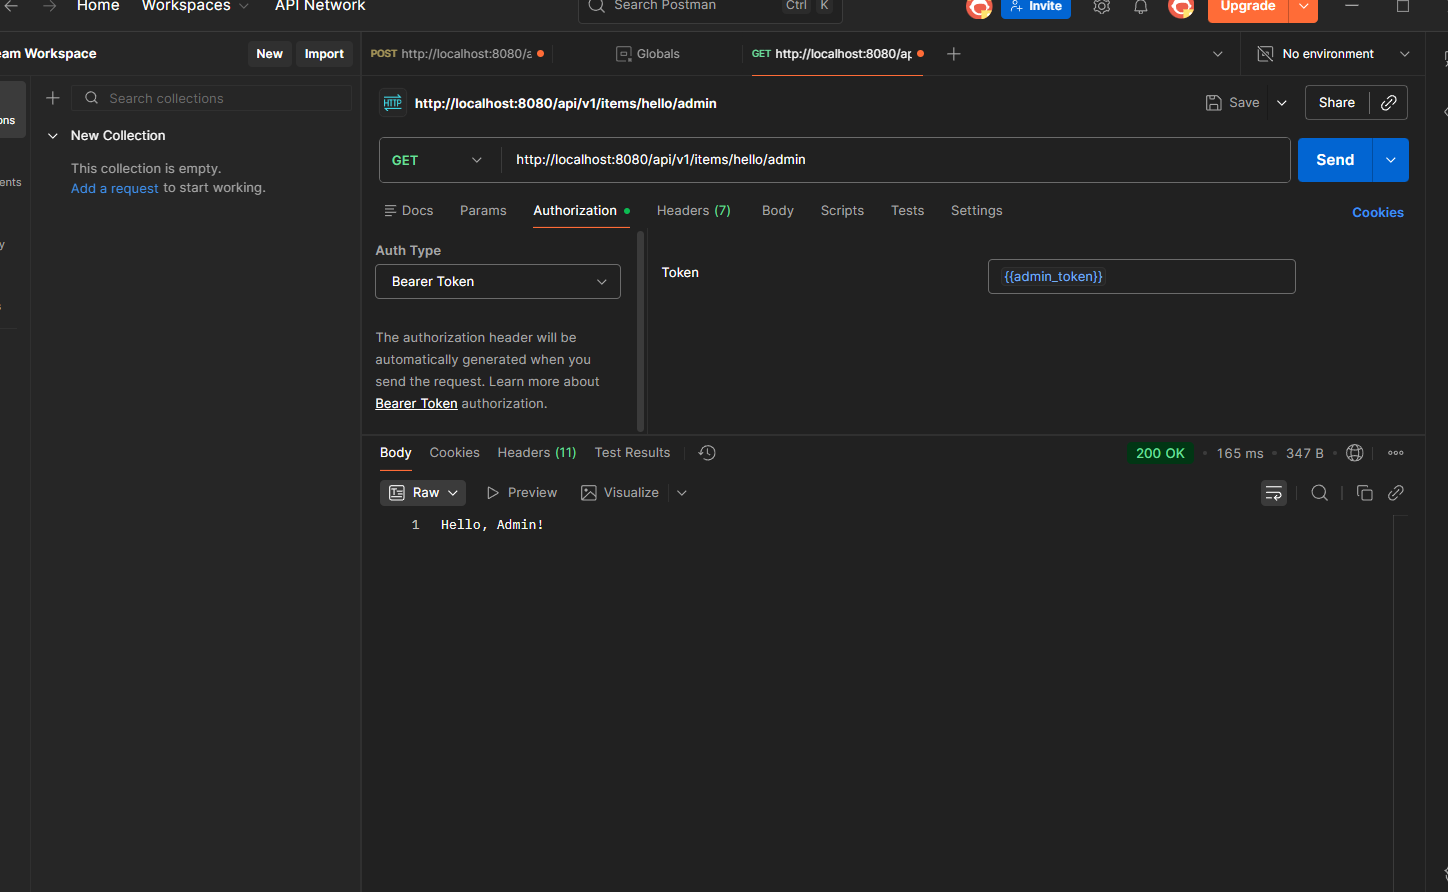 Home
Workspaces
API Network
Search Postman
Ctrl K
Invite
Upgrade
eam Workspace
New
Import
POST http://localhost:8080/a
Globals
GET http://localhost:8080/ap
No environment
Search collections
HTTP
http://localhost:8080/api/v1/items/hello/admin
Save
Share
ons
New Collection
This collection is empty.
Add a request to start working.
GET
http://localhost:8080/api/v1/items/hello/admin
Send
ents
Docs
Params
Authorization
Headers (7)
Body
Scripts
Tests
Settings
Cookies
y
s
Auth Type
Bearer Token
Token
{{admin_token}}
The authorization header will be
automatically generated when you
send the request. Learn more about
Bearer Token authorization.
Body
Cookies
Headers (11)
Test Results
200 OK
165 ms
347 B
Raw
Preview
Visualize
1 Hello, Admin!